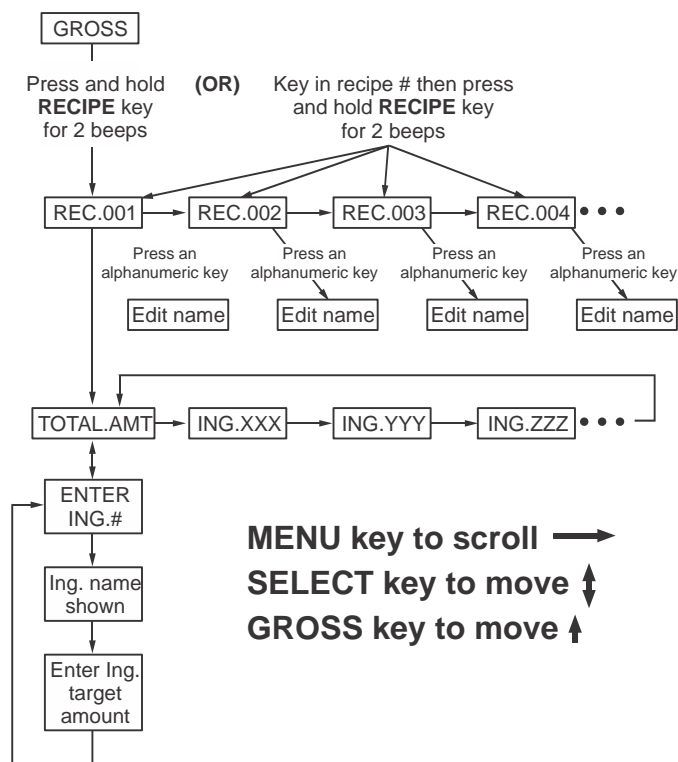 GROSS
Press and hold
RECIPE key
for 2 beeps
(OR)
Key in recipe # then press
and hold RECIPE key
for 2 beeps
REC.001
REC.002
REC.003
REC.004
Press an
alphanumeric key
Edit name
Press an
alphanumeric key
Edit name
Press an
alphanumeric key
Edit name
Press an
alphanumeric key
Edit name
TOTAL.AMT
ING.XXX
ING.YYY
ING.ZZZ
ENTER
ING.#
Ing. name
shown
Enter Ing.
target
amount
MENU key to scroll
SELECT key to move
GROSS key to move